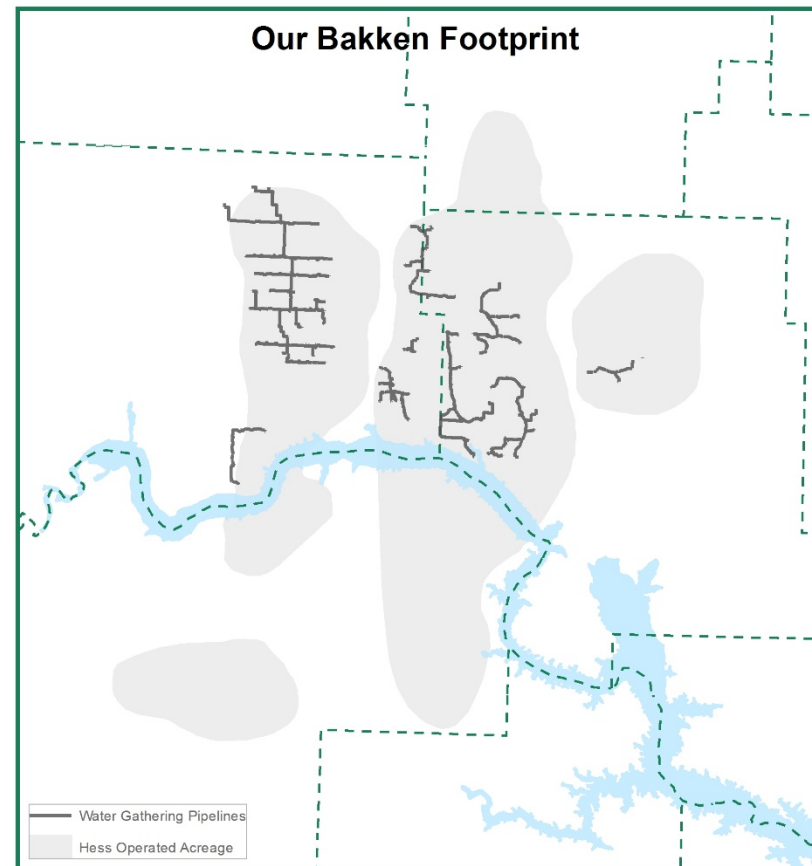 Our Bakken Footprint
Water Gathering Pipelines
Hess Operated Acreage